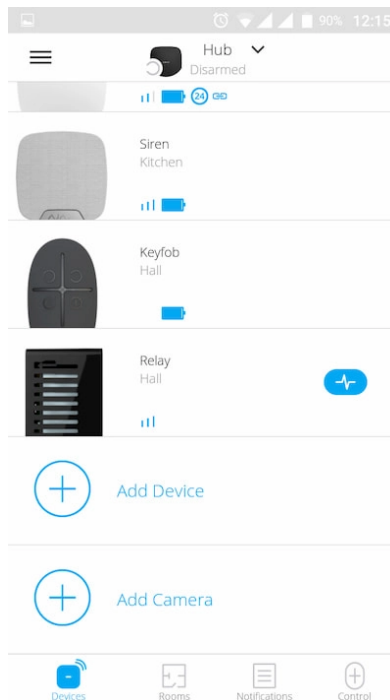 90% 12:15
Hub
Disarmed
24
Siren
Kitchen
Keyfob
Hall
Relay
Hall
Add Device
Add Camera
Devices
Rooms
Notifications
Control